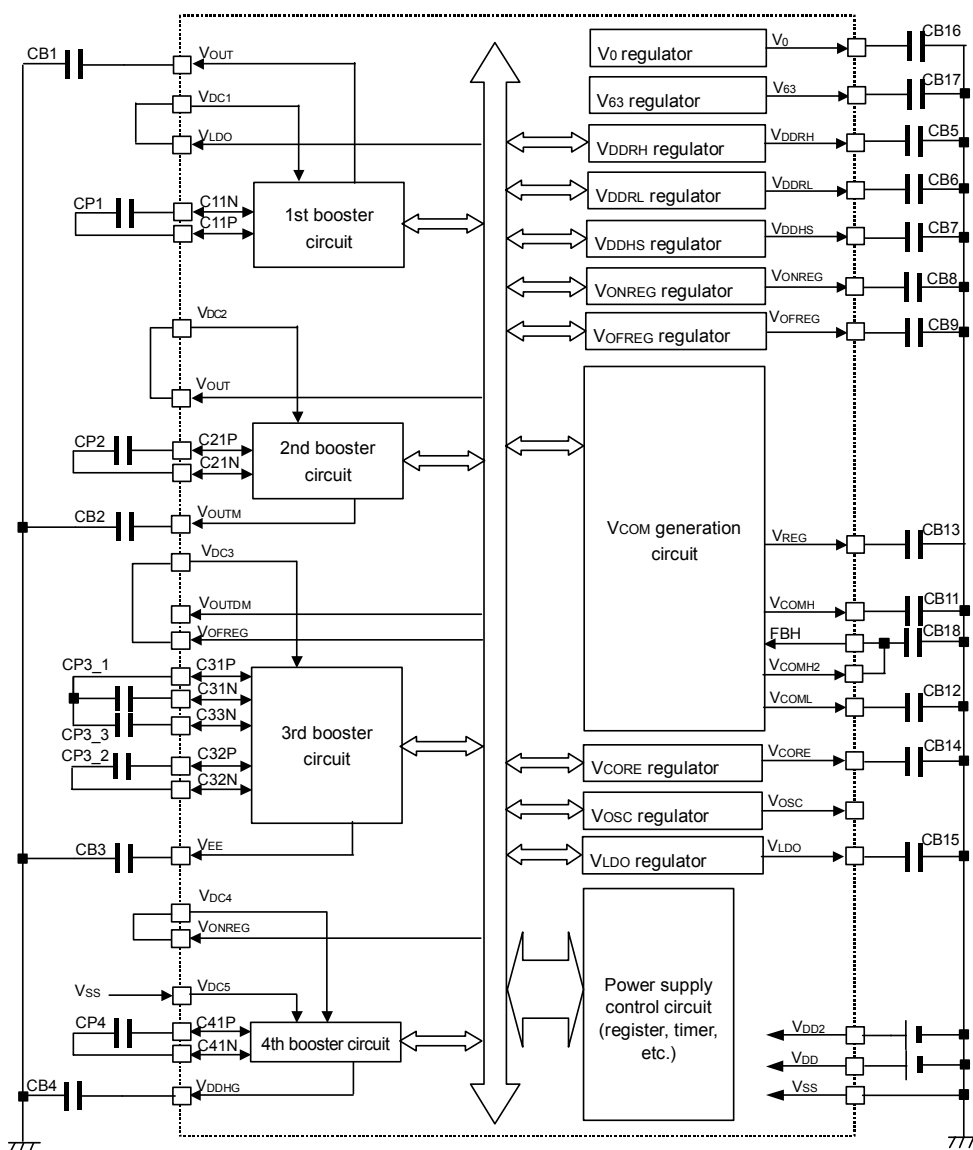 CB1
VOUT
VDC1
VLDO
CP1
C11N
C11P
1st booster
circuit
VDC2
VOUT
CP2
C21P
C21N
2nd booster
circuit
CB2
VOUTM
VDC3
VOUTDM
VOFREG
CP3_1
C31P
C31N
C33N
CP3_3
CP3_2
C32P
C32N
3rd booster
circuit
CB3
VEE
VDC4
VONREG
VSS
VDC5
CP4
C41P
C41N
4th booster circuit
CB4
VDDHG
V0 regulator
V0
CB16
V63 regulator
V63
CB17
VDDRH regulator
VDDRH
CB5
VDDRL regulator
VDDRL
CB6
VDDHS regulator
VDDHS
CB7
VONREG regulator
VONREG
CB8
VOFREG regulator
VOFREG
CB9
VCOM generation
circuit
VREG
CB13
VCOMH
CB11
FBH
CB18
VCOMH2
VCOML
CB12
VCORE regulator
VCORE
CB14
VOSC regulator
VOSC
VLDO regulator
VLDO
CB15
Power supply
control circuit
(register, timer,
etc.)
VDD2
VDD
VSS